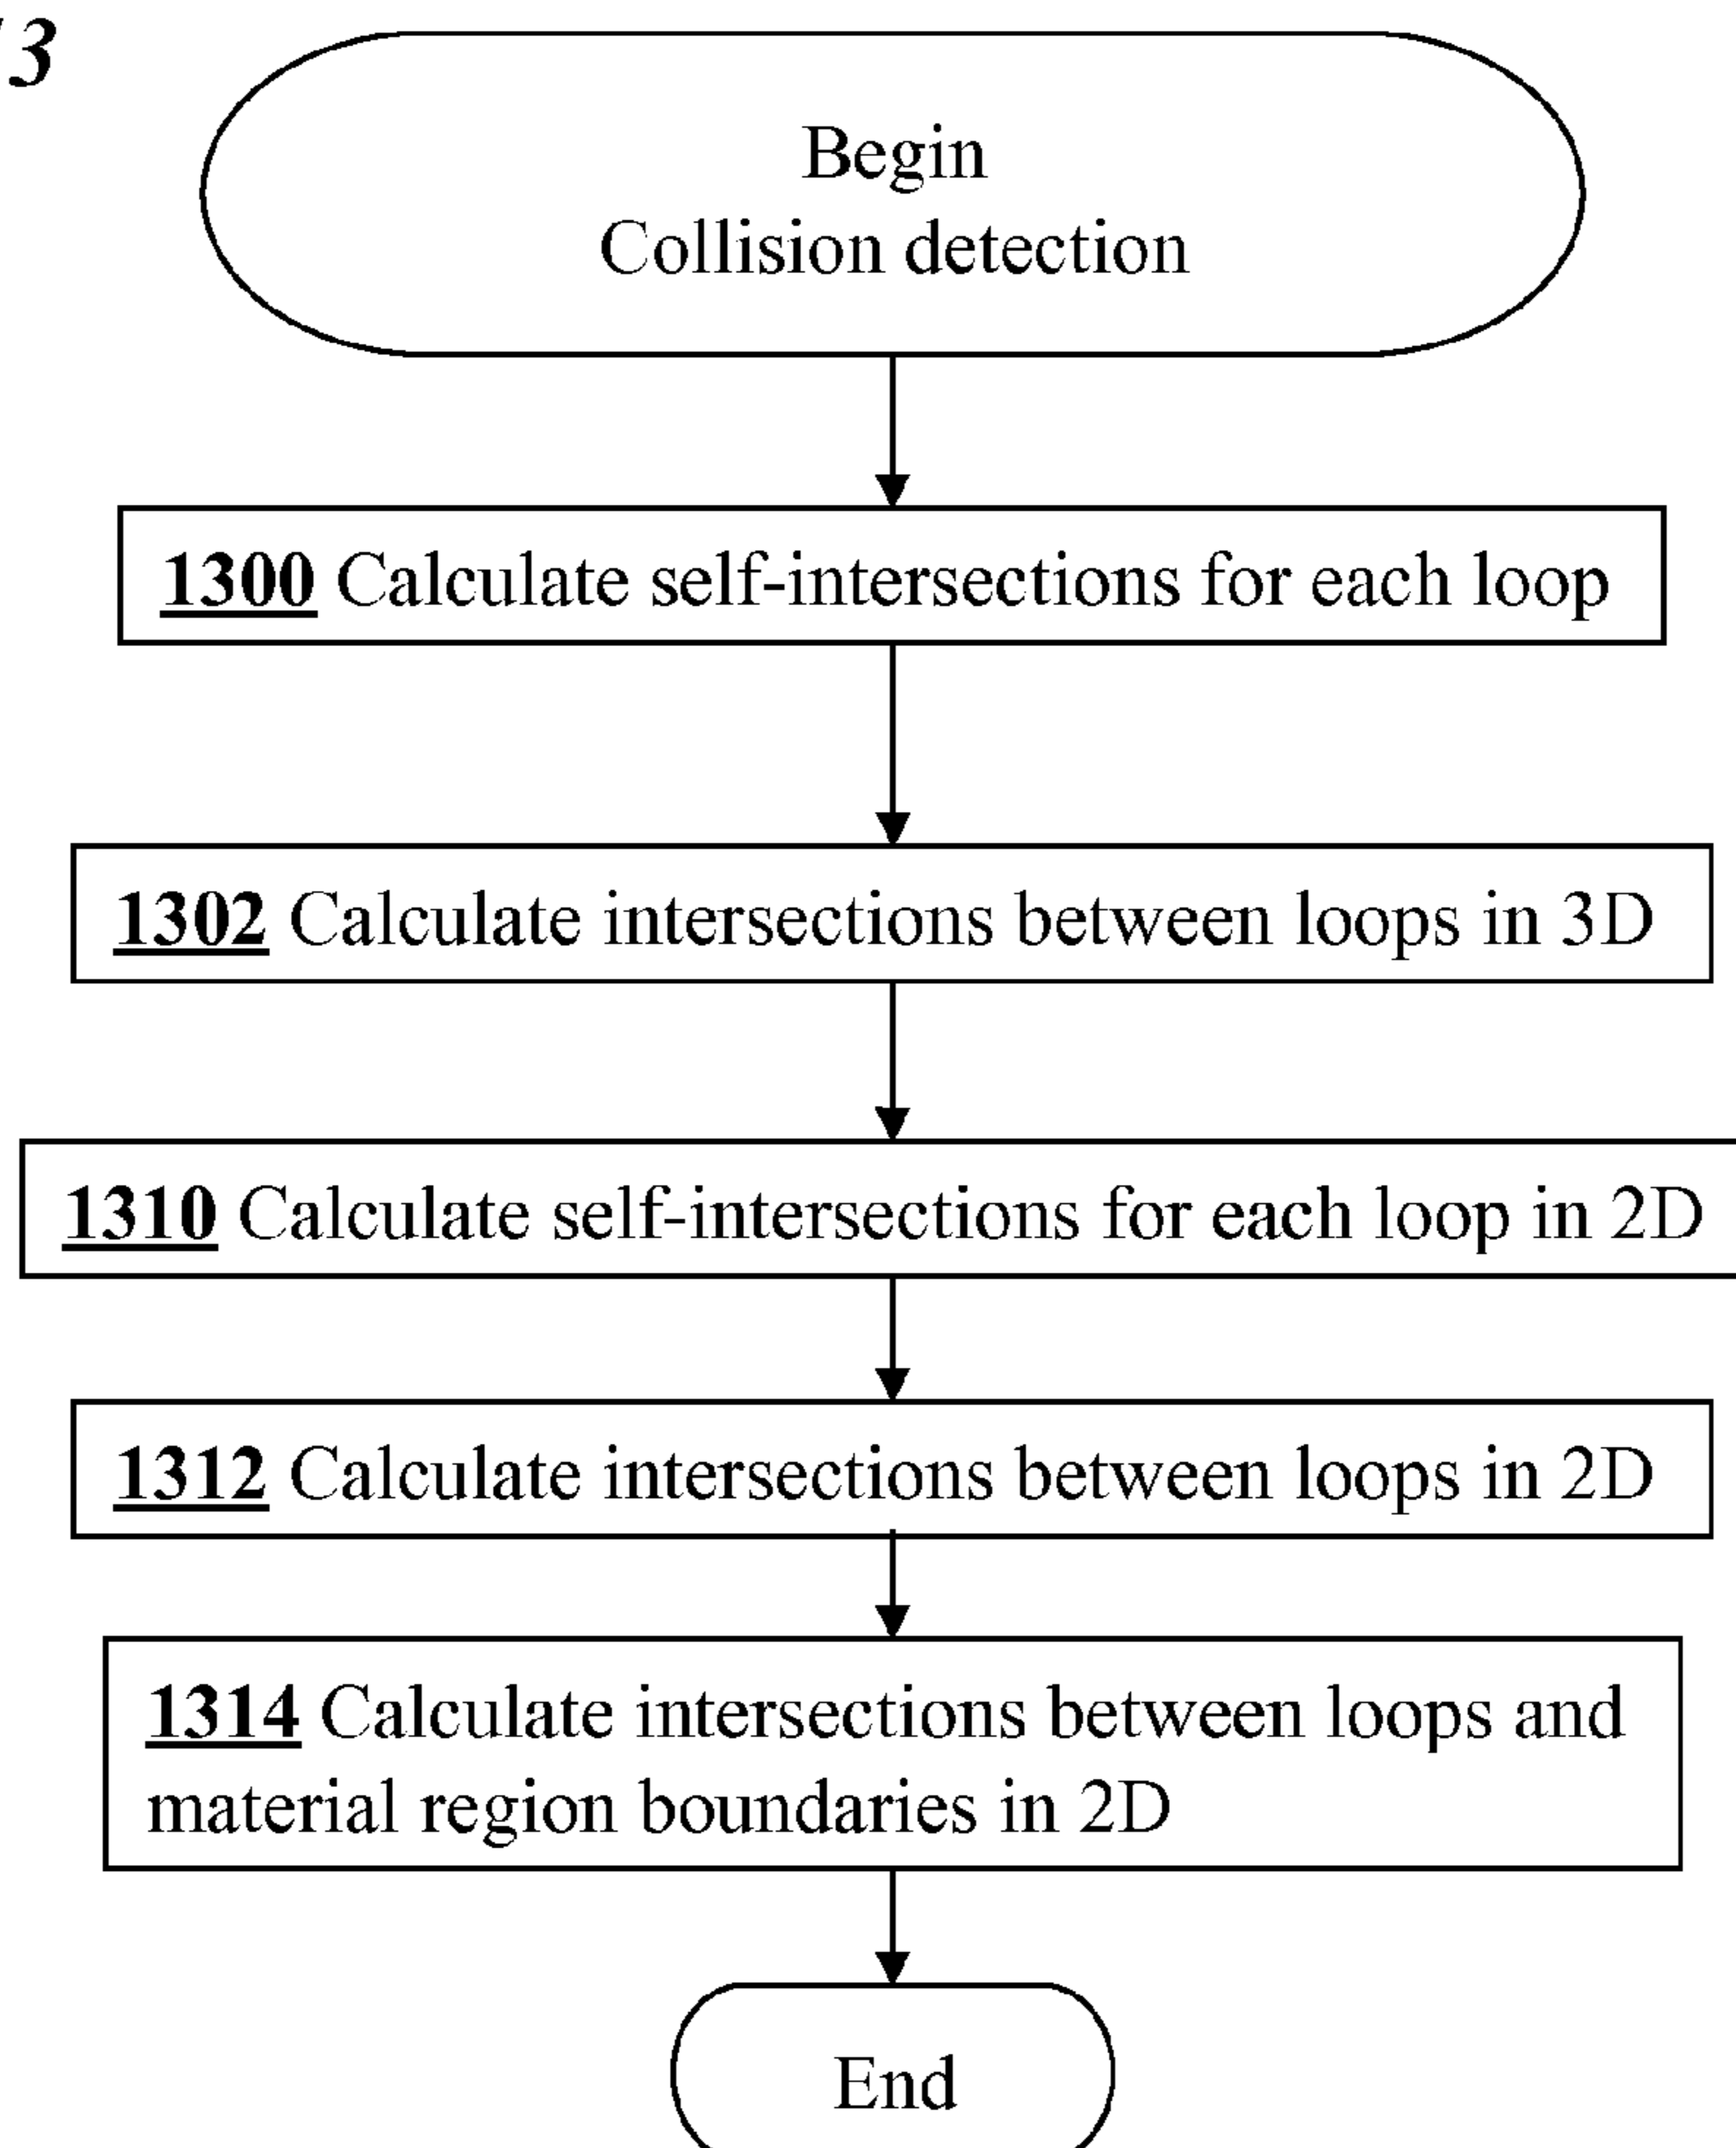 13
Begin
Collision detection
1300 Calculate self-intersections for each loop
1302 Calculate intersections between loops in 3D
1310 Calculate self-intersections for each loop in 2D
1312 Calculate intersections between loops in 2D
1314 Calculate intersections between loops and
material region boundaries in 2D
End